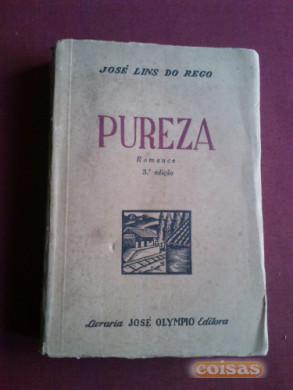 JOSÉ LINS DO REGO
PUREZA
Romance
3.ª edição
Livraria JOSÉ OLYMPIO Editora
coisas